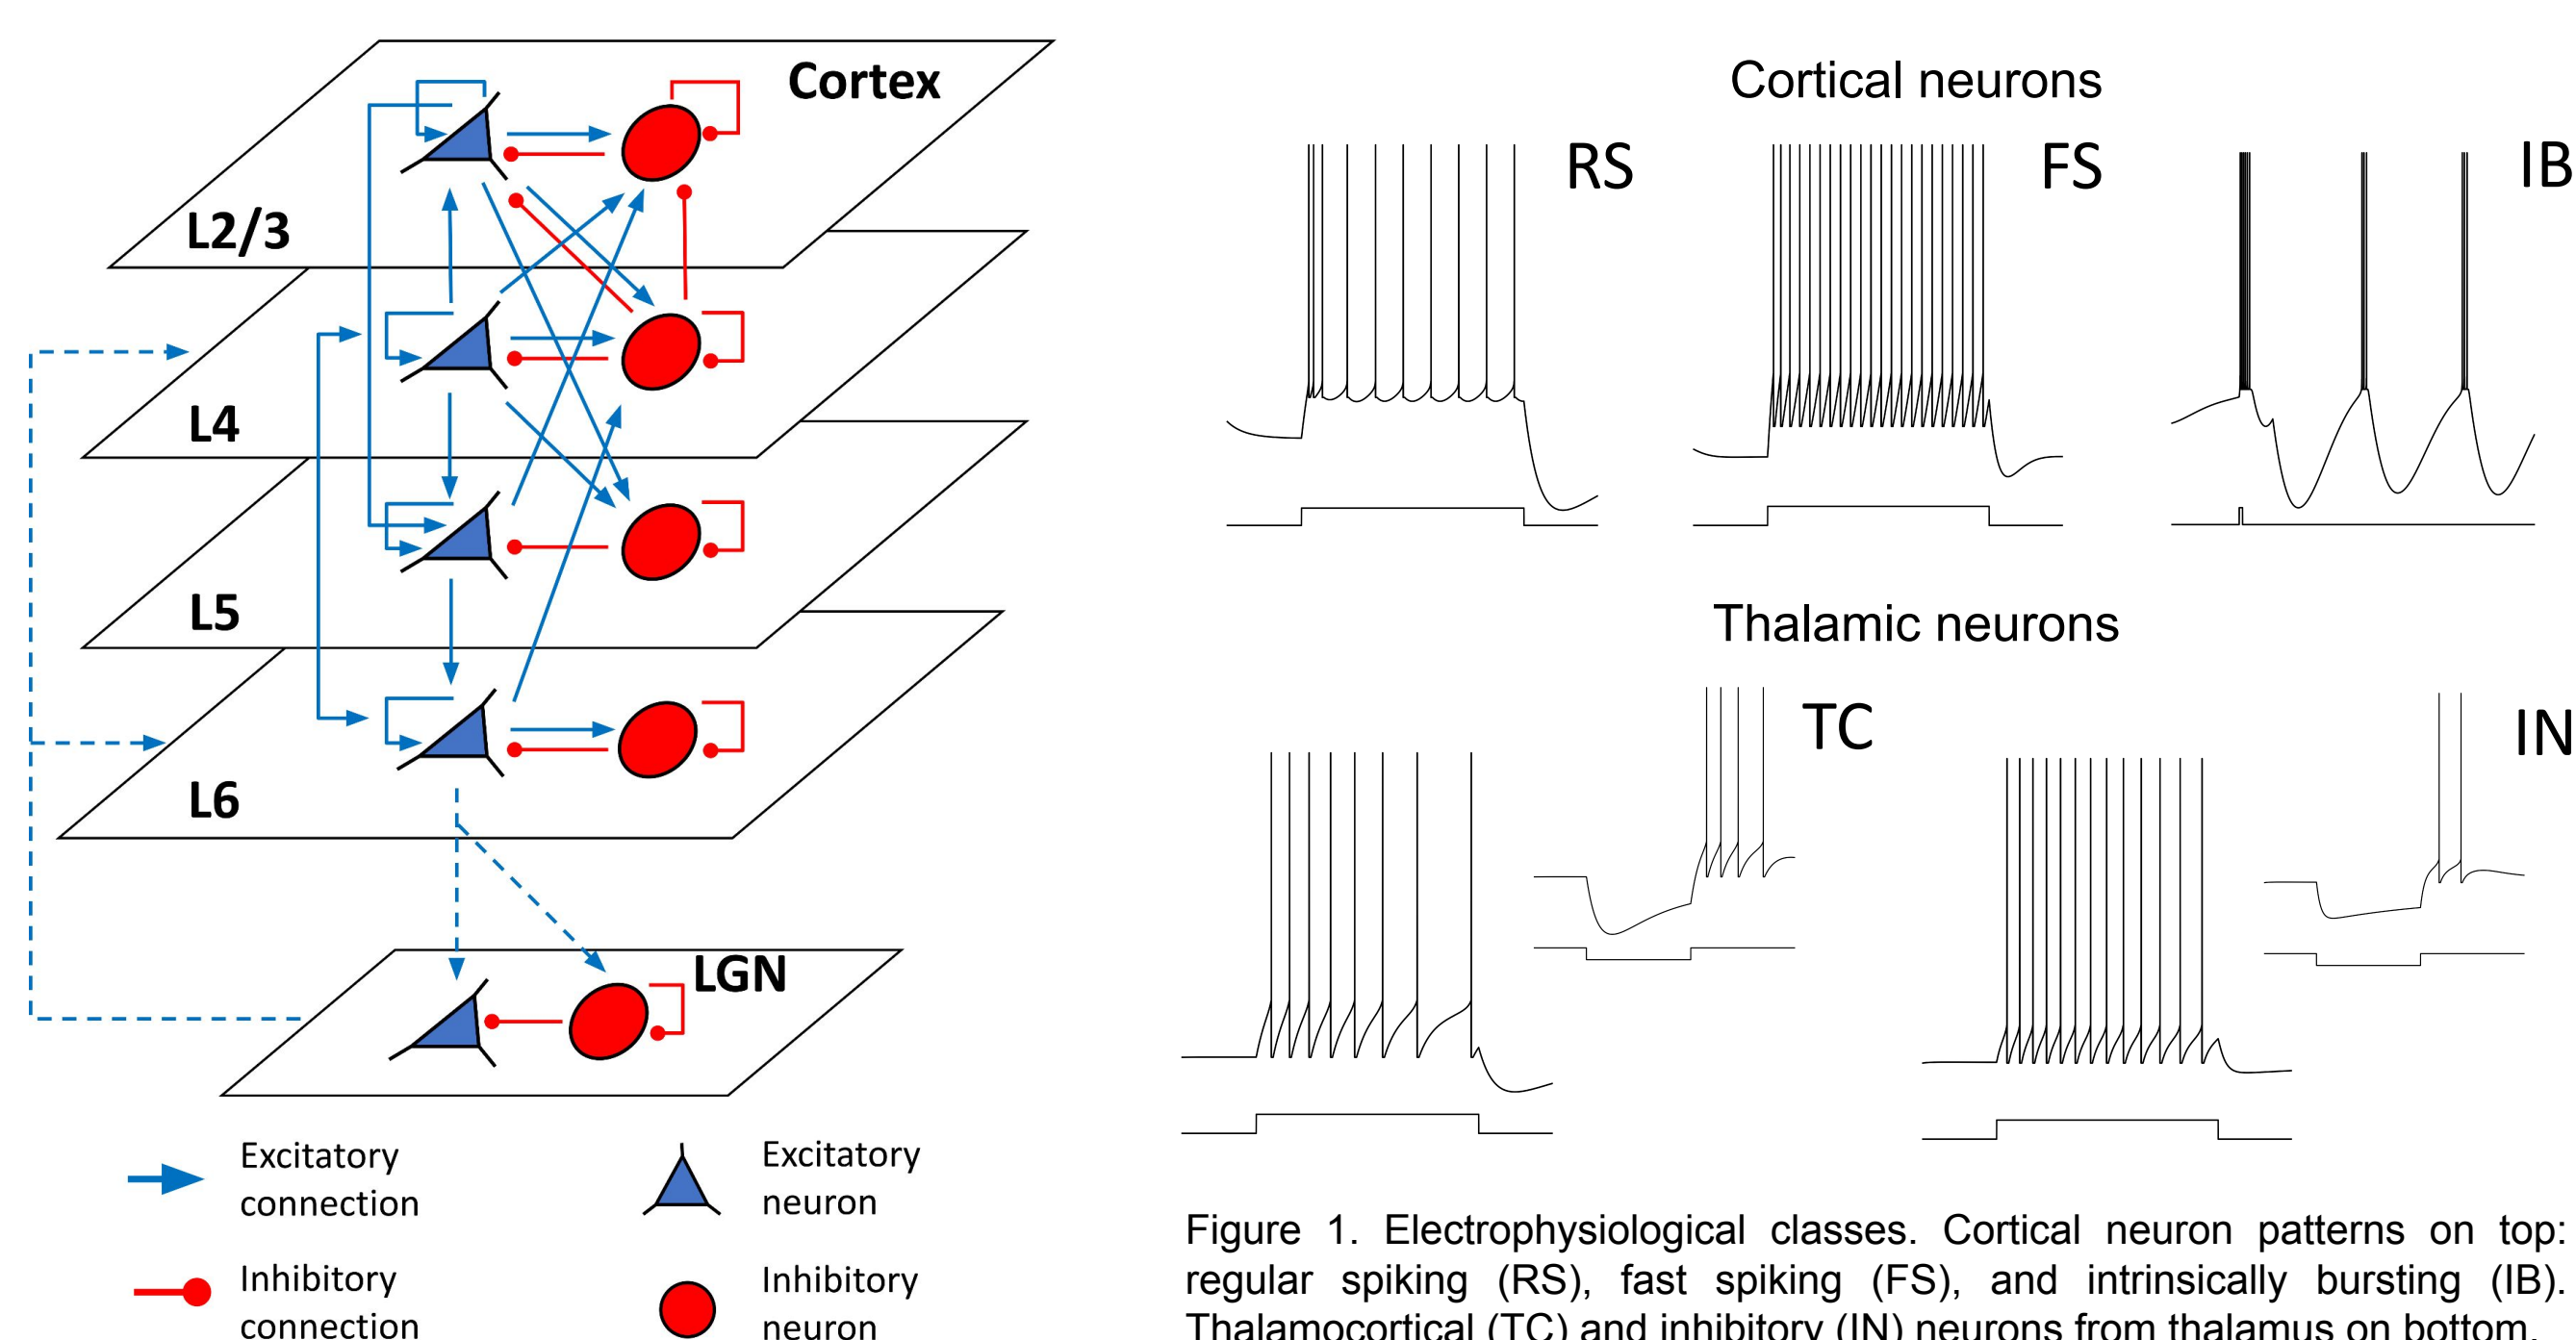 Cortex
L2/3
L4
L5
L6
LGN
Excitatory
connection
Excitatory
neuron
Inhibitory
connection
Inhibitory
neuron
Cortical neurons
RS
FS
IB
Thalamic neurons
TC
IN
Figure 1. Electrophysiological classes. Cortical neuron patterns on top:
regular spiking (RS), fast spiking (FS), and intrinsically bursting (IB).
Thalamocortical (TC) and inhibitory (IN) neurons from thalamus on bottom.